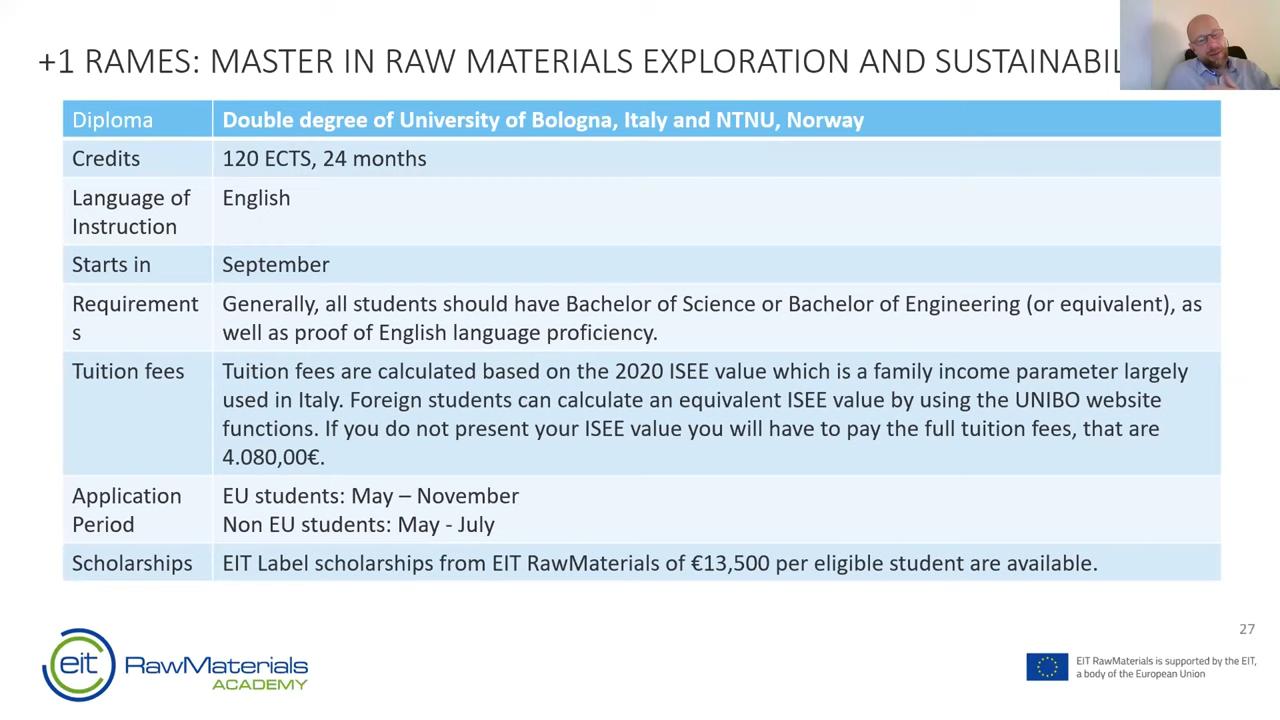 +1 RAMES: MASTER IN RAW MATERIALS EXPLORATION AND SUSTAINABIL
Diploma Double degree of University of Bologna, Italy and NTNU, Norway
Credits 120 ECTS, 24 months
Language of Instruction English
Starts in September
Requirement
s
Generally, all students should have Bachelor of Science or Bachelor of Engineering (or equivalent), as
well as proof of English language proficiency.
Tuition fees
Tuition fees are calculated based on the 2020 ISEE value which is a family income parameter largely
used in Italy. Foreign students can calculate an equivalent ISEE value by using the UNIBO website
functions. If you do not present your ISEE value you will have to pay the full tuition fees, that are
4.080,00€.
Application
Period
EU students: May – November
Non EU students: May - July
Scholarships EIT Label scholarships from EIT RawMaterials of €13,500 per eligible student are available.
27
eit RawMaterials
ACADEMY
EIT RawMaterials is supported by the EIT,
a body of the European Union